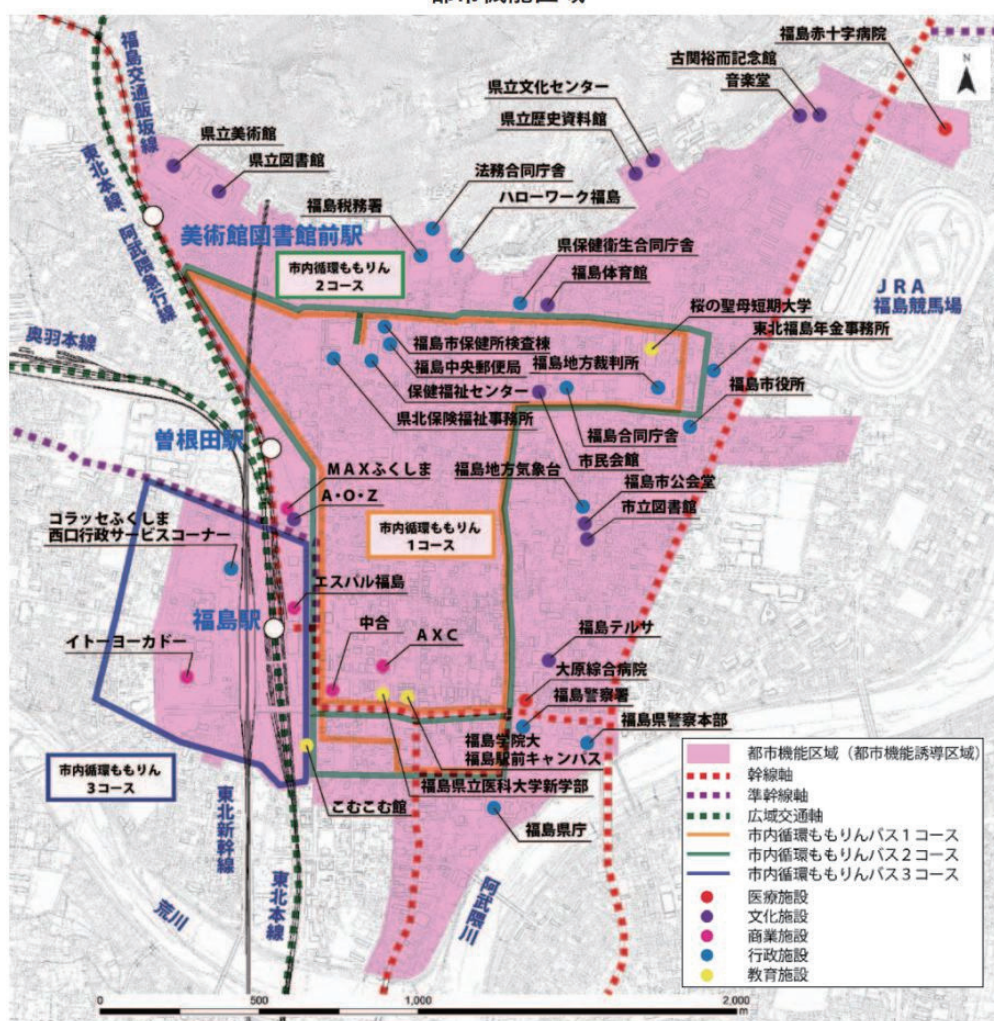 都市機能区域
福島赤十字病院
古関裕而記念館
音楽堂
N
県立文化センター
県立歴史資料館
県立美術館
県立図書館
法務合同庁舎
ハローワーク福島
福島税務署
福島交通飯坂線
東北本線、阿武隈急行線
美術館図書館前駅
市内循環ももりん
2コース
県保健衛生合同庁舎
福島体育館
桜の聖母短期大学
東北福島年金事務所
JRA
福島競馬場
奥羽本線
福島市保健所検査棟
福島中央郵便局
福島地方裁判所
保健福祉センター
県北保険福祉事務所
福島市役所
福島合同庁舎
市民会館
曽根田駅
MAXふくしま
A・O・Z
福島地方気象台
福島市公会堂
市立図書館
コラッセふくしま
西口行政サービスコーナー
市内循環ももりん
1コース
エスパル福島
福島駅
中合
AXC
イトーヨーカドー
福島テルサ
大原綜合病院
福島警察署
福島県警察本部
福島学院大
福島駅前キャンパス
福島県立医科大学新学部
こむこむ館
福島県庁
市内循環ももりん
3コース
東北新幹線
東北本線
荒川
阿武隈川
都市機能区域（都市機能誘導区域）
幹線軸
準幹線軸
広域交通軸
市内循環ももりんバス1コース
市内循環ももりんバス2コース
市内循環ももりんバス3コース
医療施設
文化施設
商業施設
行政施設
教育施設
0 500 1,000 2,000
m